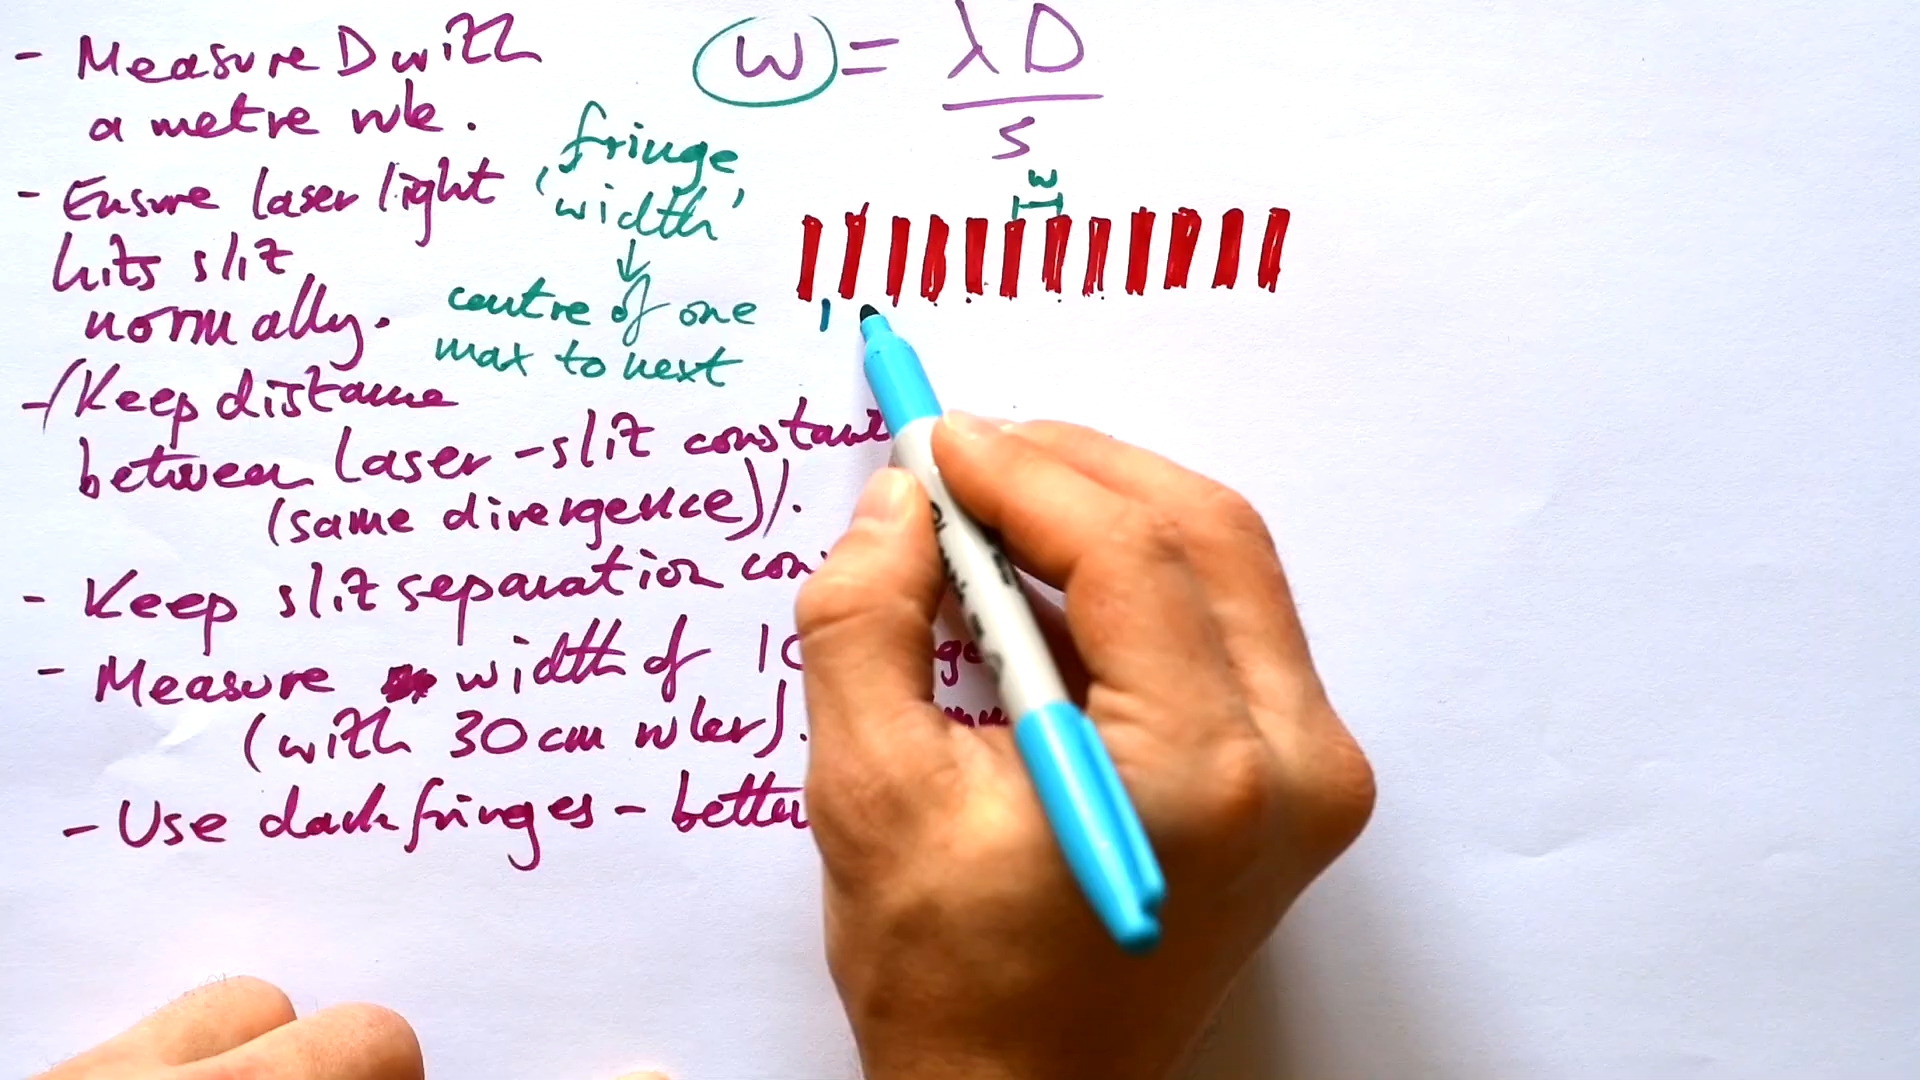 - Measure D with
a metre rule.
- Ensure laser light
hits slit
normally.
- (Keep distance
between laser - slit constant
(same divergence)).
- Keep slit separation con
- Measure width of 10
(with 30cm ruler).
- Use dark fringes - better
w = λD
s
fringe
'width'
↓
centre of one
max to next
w
1